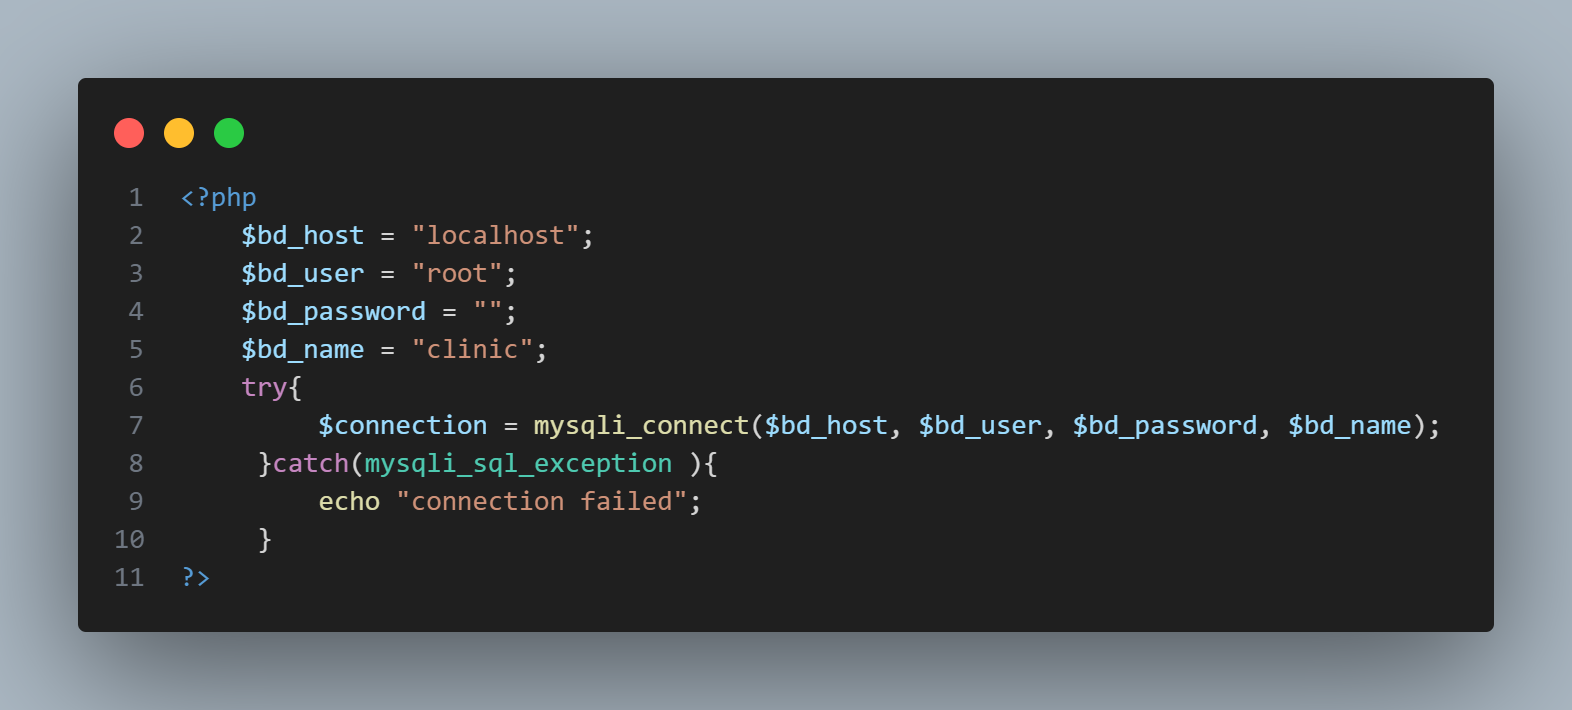 1 <?php
2     $bd_host = "localhost";
3     $bd_user = "root";
4     $bd_password = "";
5     $bd_name = "clinic";
6     try{
7          $connection = mysqli_connect($bd_host, $bd_user, $bd_password, $bd_name);
8      }catch(mysqli_sql_exception ){
9          echo "connection failed";
10      }
11 ?>